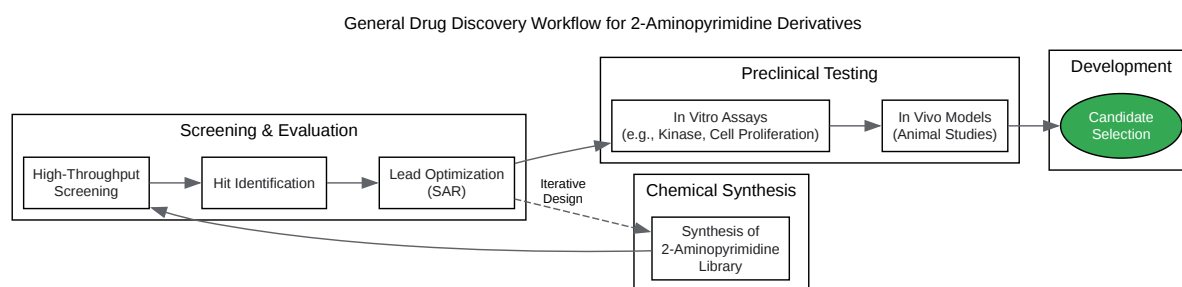 General Drug Discovery Workflow for 2-Aminopyrimidine Derivatives
Screening & Evaluation
High-Throughput
Screening
Hit Identification
Lead Optimization
(SAR)
Iterative
Design
Preclinical Testing
In Vitro Assays
(e.g., Kinase, Cell Proliferation)
In Vivo Models
(Animal Studies)
Chemical Synthesis
Synthesis of
2-Aminopyrimidine
Library
Development
Candidate
Selection